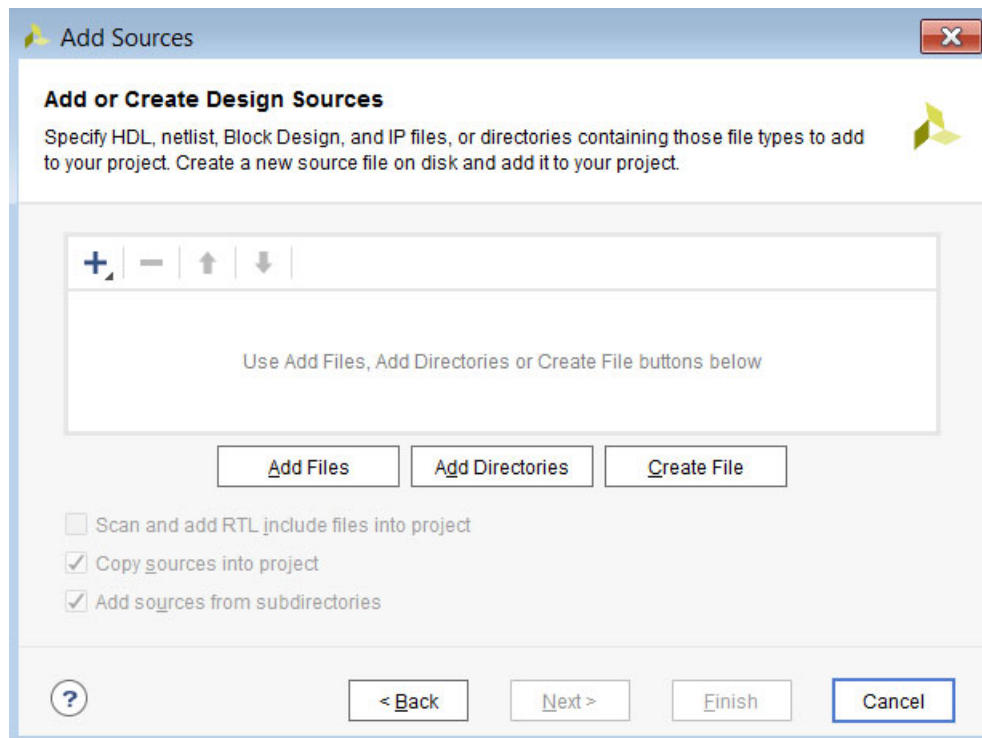 Add Sources
Add or Create Design Sources
Specify HDL, netlist, Block Design, and IP files, or directories containing those file types to add
to your project. Create a new source file on disk and add it to your project.
Use Add Files, Add Directories or Create File buttons below
Add Files
Add Directories
Create File
Scan and add RTL include files into project
Copy sources into project
Add sources from subdirectories
?
< Back
Next >
Finish
Cancel